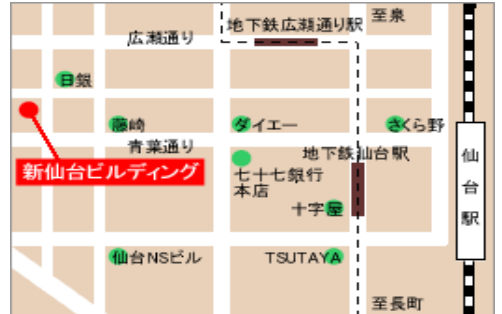 至泉
地下鉄広瀬通り駅
広瀬通り
日銀
藤崎
ダイエー
さくら野
青葉通り
地下鉄仙台駅
新仙台ビルディング
七十七銀行
本店
仙台駅
十字屋
仙台NSビル
TSUTAYA
至長町